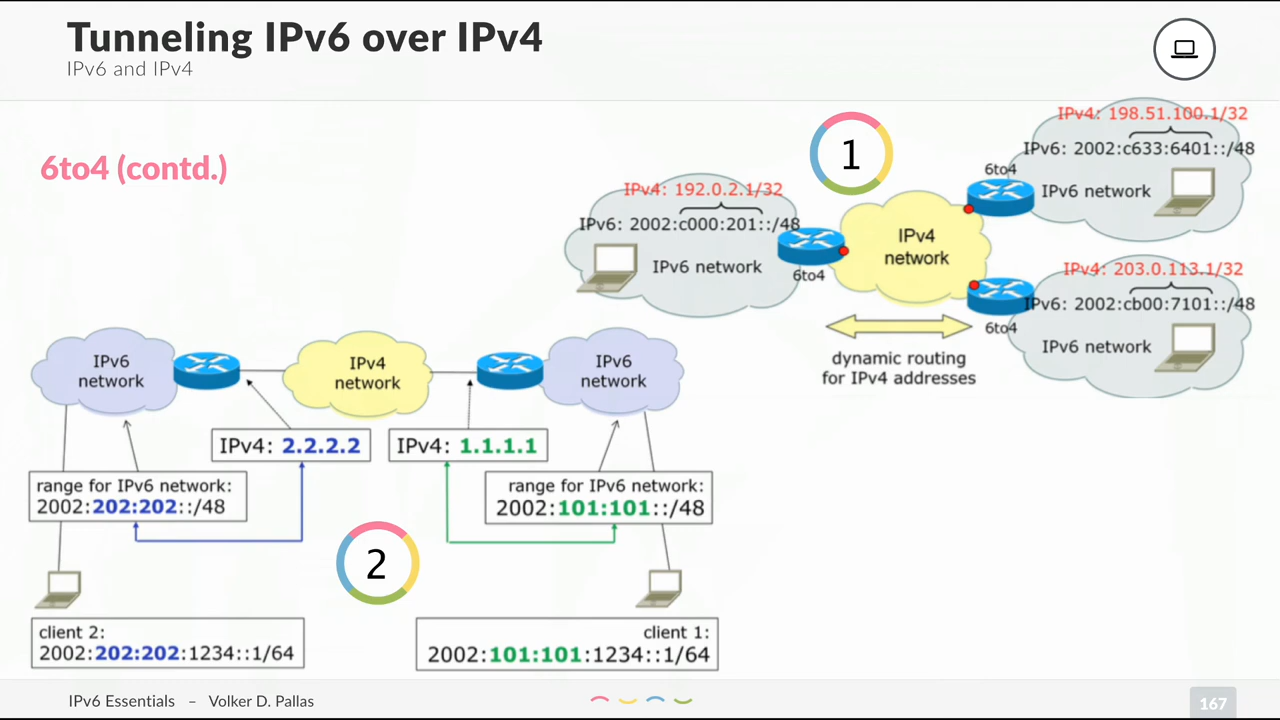 Tunneling IPv6 over IPv4
IPv6 and IPv4
6to4 (contd.)
1
IPv4: 192.0.2.1/32
IPv6: 2002:c000:201::/48
IPv6 network
6to4
IPv4
network
IPv4: 198.51.100.1/32
IPv6: 2002:c633:6401::/48
6to4
IPv6 network
IPv4: 203.0.113.1/32
IPv6: 2002:cb00:7101::/48
6to4
IPv6 network
dynamic routing
for IPv4 addresses
IPv6
network
IPv4
network
IPv6
network
IPv4: 2.2.2.2
IPv4: 1.1.1.1
range for IPv6 network:
2002:202:202::/48
range for IPv6 network:
2002:101:101::/48
2
client 2:
2002:202:202:1234::1/64
client 1:
2002:101:101:1234::1/64
IPv6 Essentials – Volker D. Pallas
167